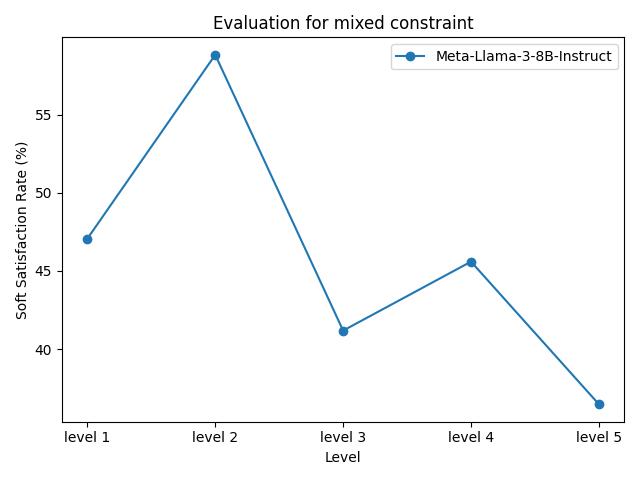 Evaluation for mixed constraint
Meta-Llama-3-8B-Instruct
Soft Satisfaction Rate (%)
55
50
45
40
level 1
level 2
level 3
level 4
level 5
Level